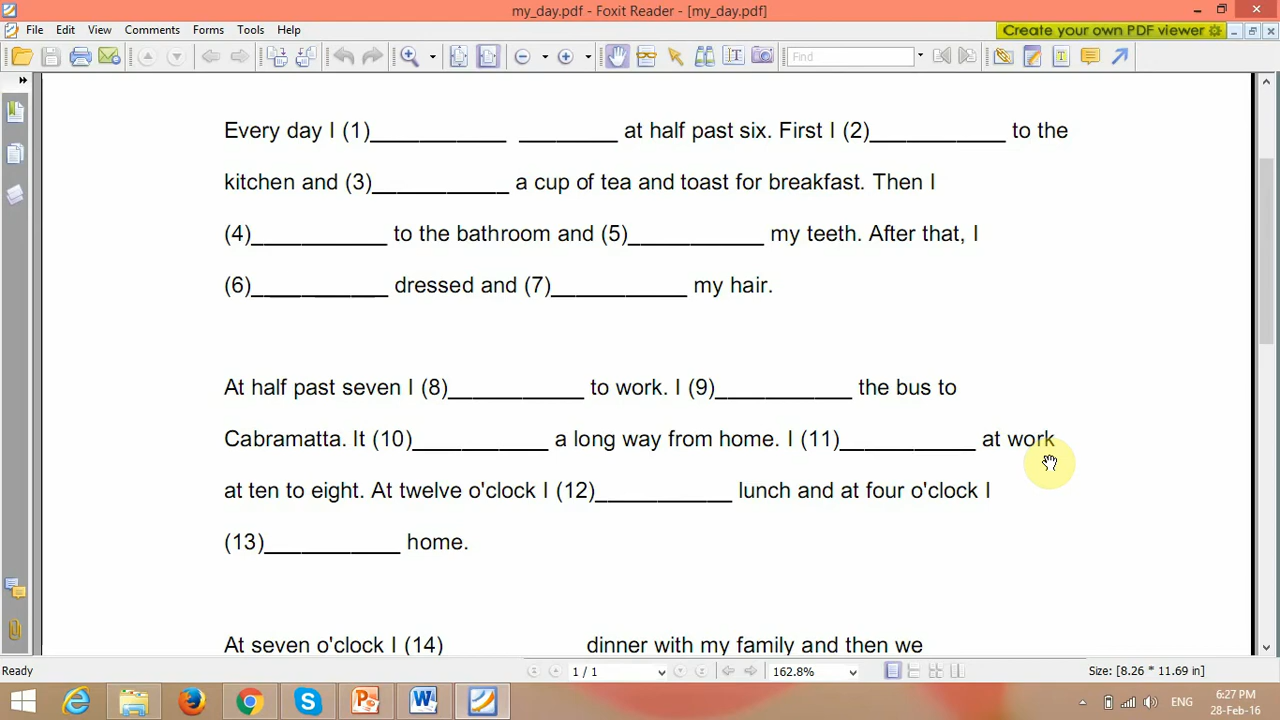 my_day.pdf - Foxit Reader - [my_day.pdf]
File Edit View Comments Forms Tools Help
Create your own PDF viewer
Find
Every day I (1)___________ ________ at half past six. First I (2)___________ to the
kitchen and (3)___________ a cup of tea and toast for breakfast. Then I
(4)___________ to the bathroom and (5)___________ my teeth. After that, I
(6)___________ dressed and (7)___________ my hair.
At half past seven I (8)___________ to work. I (9)___________ the bus to
Cabramatta. It (10)___________ a long way from home. I (11)___________ at work
at ten to eight. At twelve o'clock I (12)___________ lunch and at four o'clock I
(13)___________ home.
At seven o'clock I (14) dinner with my family and then we
Ready 1 / 1 162.8% Size: [8.26 * 11.69 in]
ENG 6:27 PM
28-Feb-16